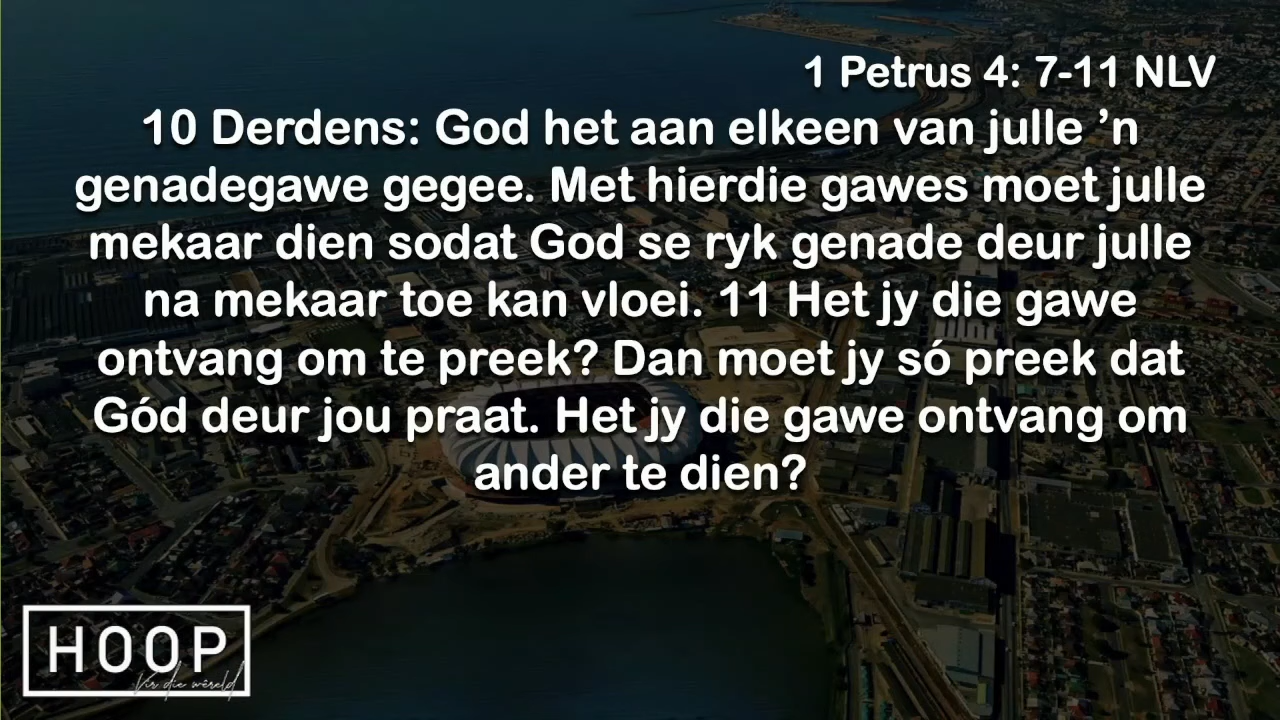 1 Petrus 4: 7-11 NLV
10 Derdens: God het aan elkeen van julle ’n
genadegawe gegee. Met hierdie gawes moet julle
mekaar dien sodat God se ryk genade deur julle
na mekaar toe kan vloei. 11 Het jy die gawe
ontvang om te preek? Dan moet jy só preek dat
Gód deur jou praat. Het jy die gawe ontvang om
ander te dien?
HOOP
Vir die wêreld